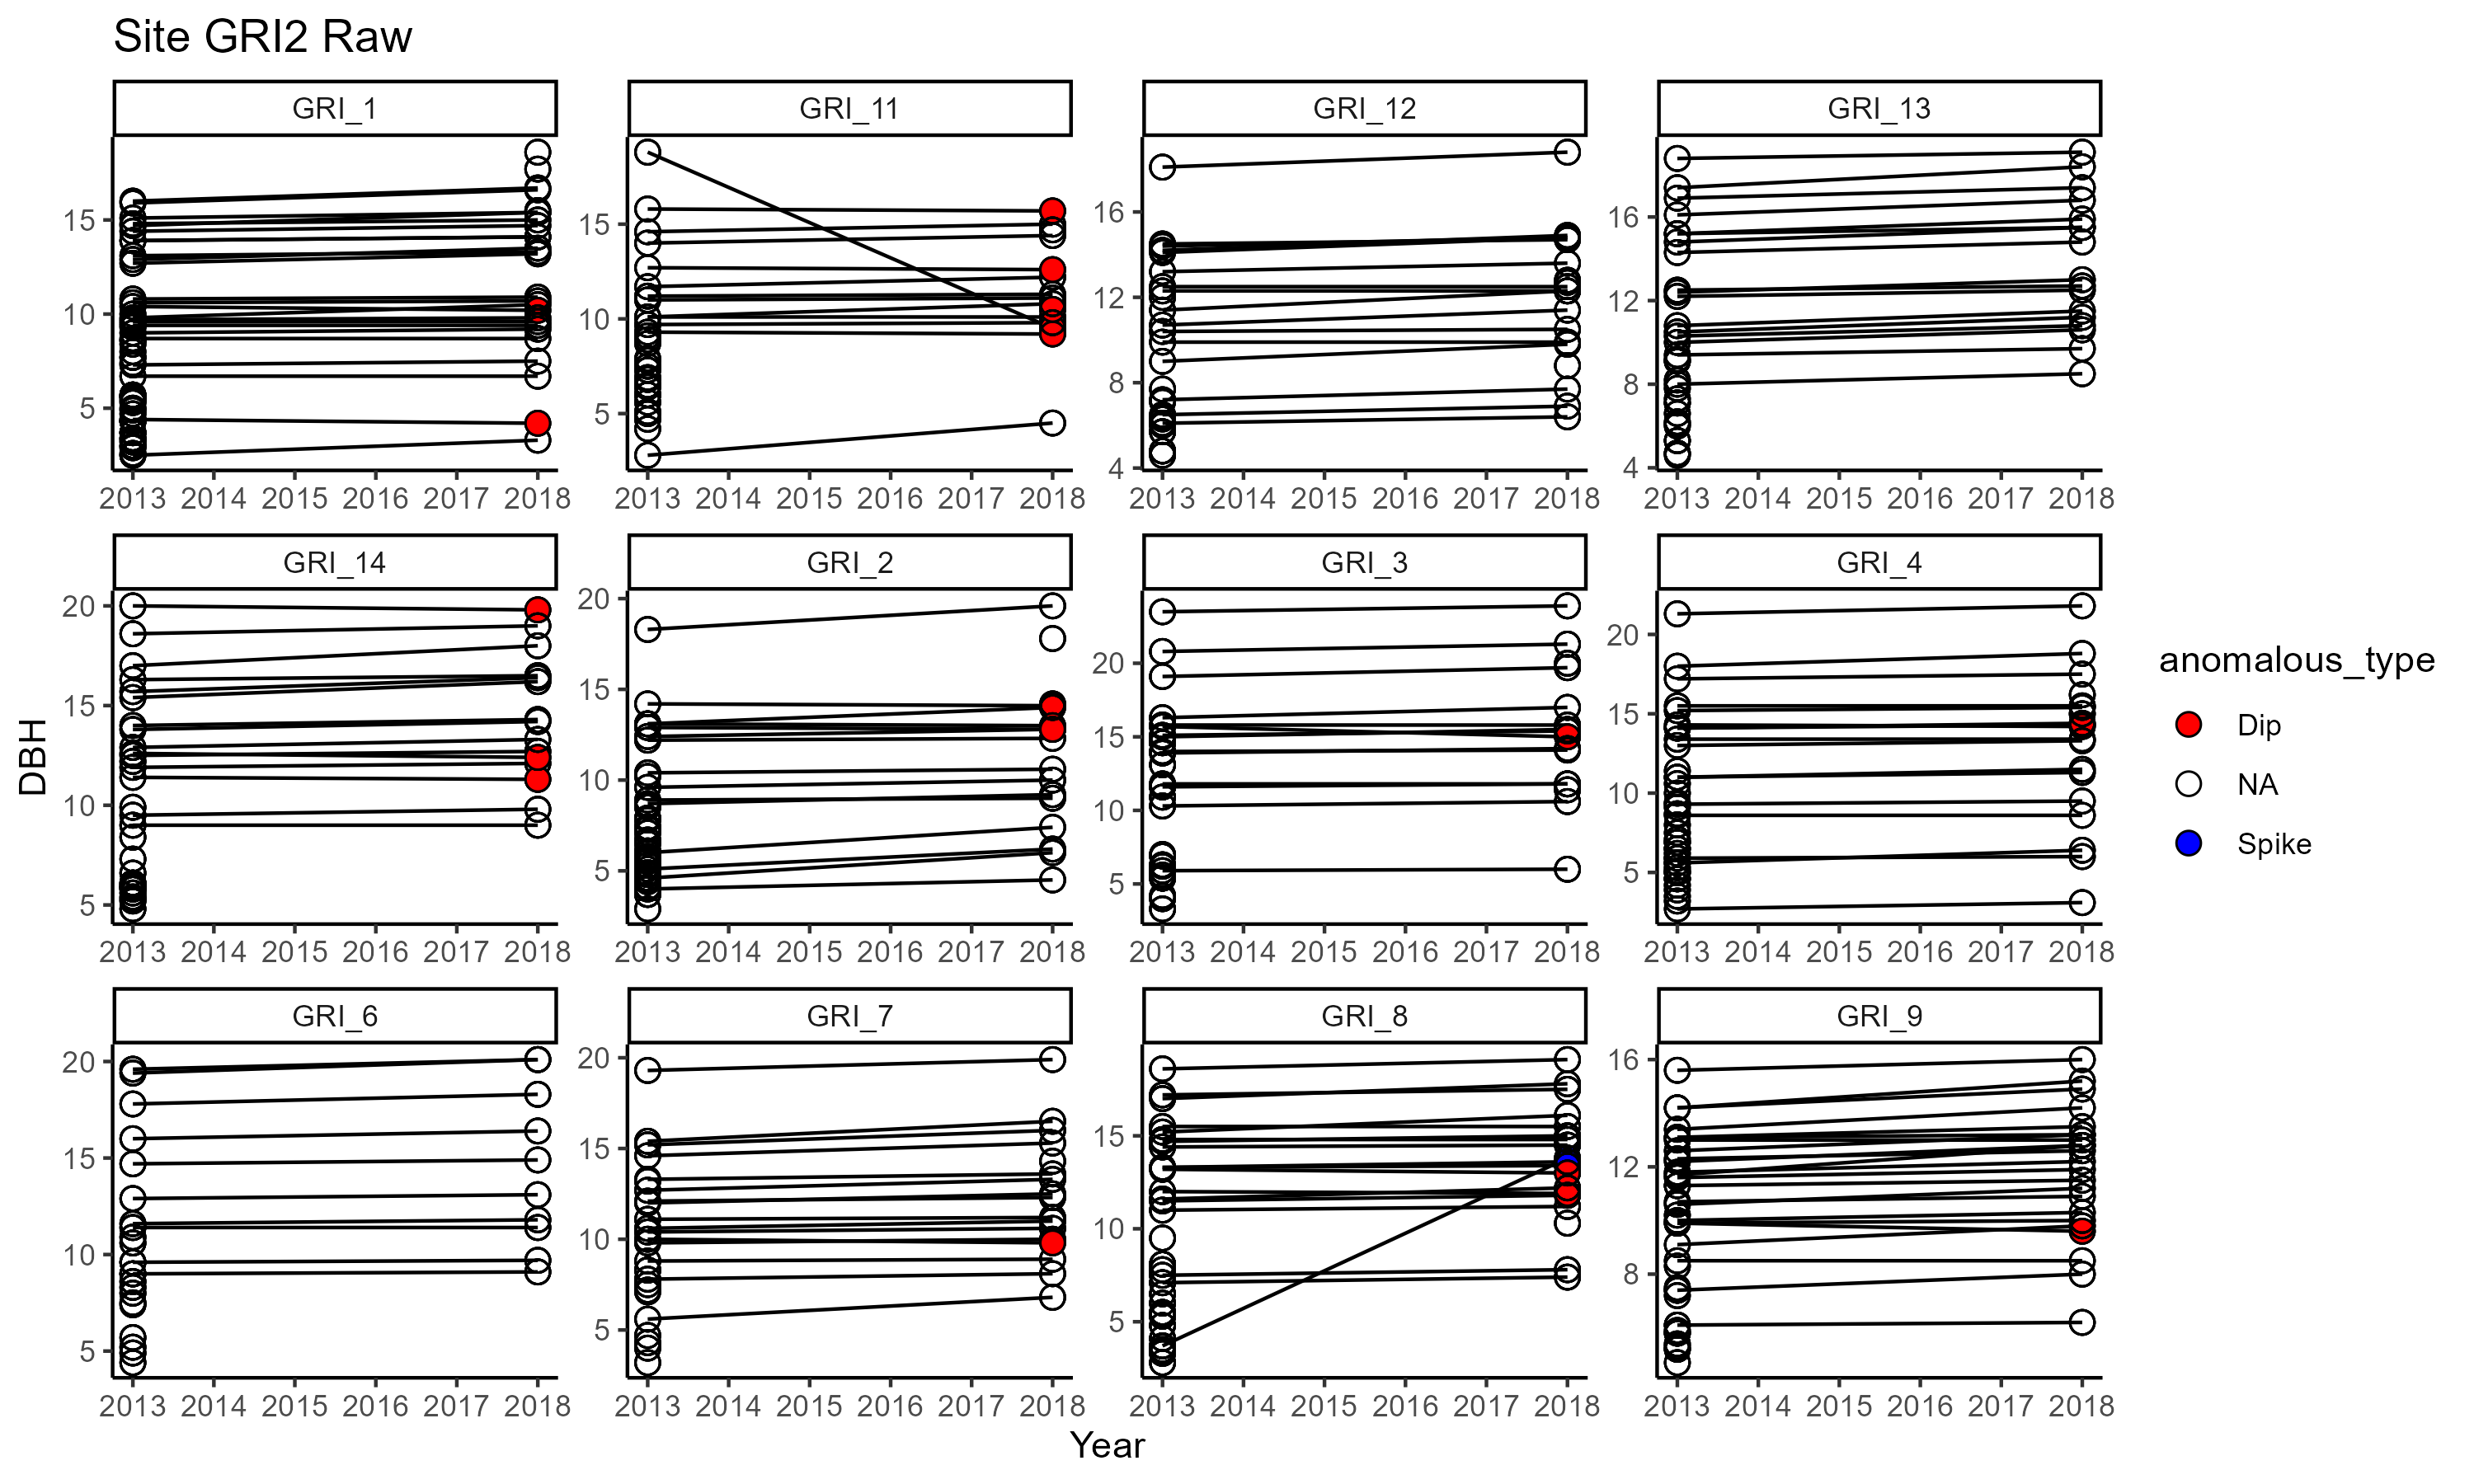 Site GRI2 Raw
GRI_1 GRI_11 GRI_12 GRI_13
15 10 5
15 10 5
16 12 8 4
16 12 8 4
2013 2014 2015 2016 2017 2018 2013 2014 2015 2016 2017 2018 2013 2014 2015 2016 2017 2018 2013 2014 2015 2016 2017 2018
GRI_14 GRI_2 GRI_3 GRI_4
20 15 10 5
20 15 10 5
20 15 10 5
20 15 10 5
2013 2014 2015 2016 2017 2018 2013 2014 2015 2016 2017 2018 2013 2014 2015 2016 2017 2018 2013 2014 2015 2016 2017 2018
GRI_6 GRI_7 GRI_8 GRI_9
20 15 10 5
20 15 10 5
15 10 5
16 12 8
2013 2014 2015 2016 2017 2018 2013 2014 2015 2016 2017 2018 2013 2014 2015 2016 2017 2018 2013 2014 2015 2016 2017 2018
DBH
Year
anomalous_type
Dip
NA
Spike